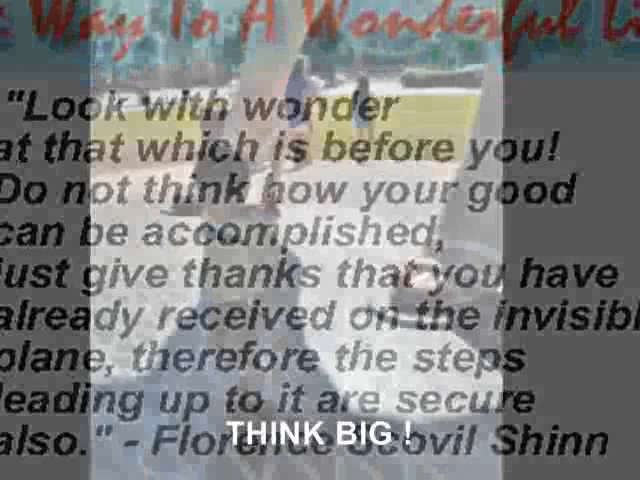 Way To A Wonderful Li
"Look with wonder
at that which is before you!
Do not think how your good
can be accomplished,
just give thanks that you have
already received on the invisibl
plane, therefore the steps
leading up to it are secure
also." - Florence Scovil Shinn
THINK BIG !